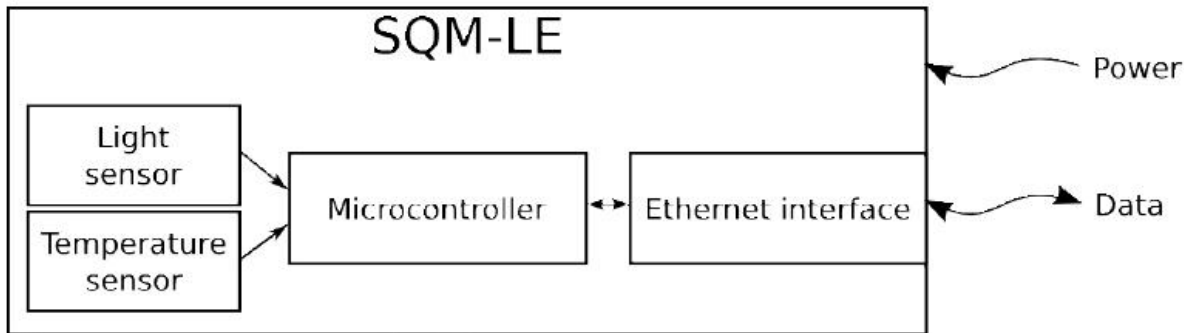 SQM-LE
Power
Light
sensor
Microcontroller
Ethernet interface
Data
Temperature
sensor